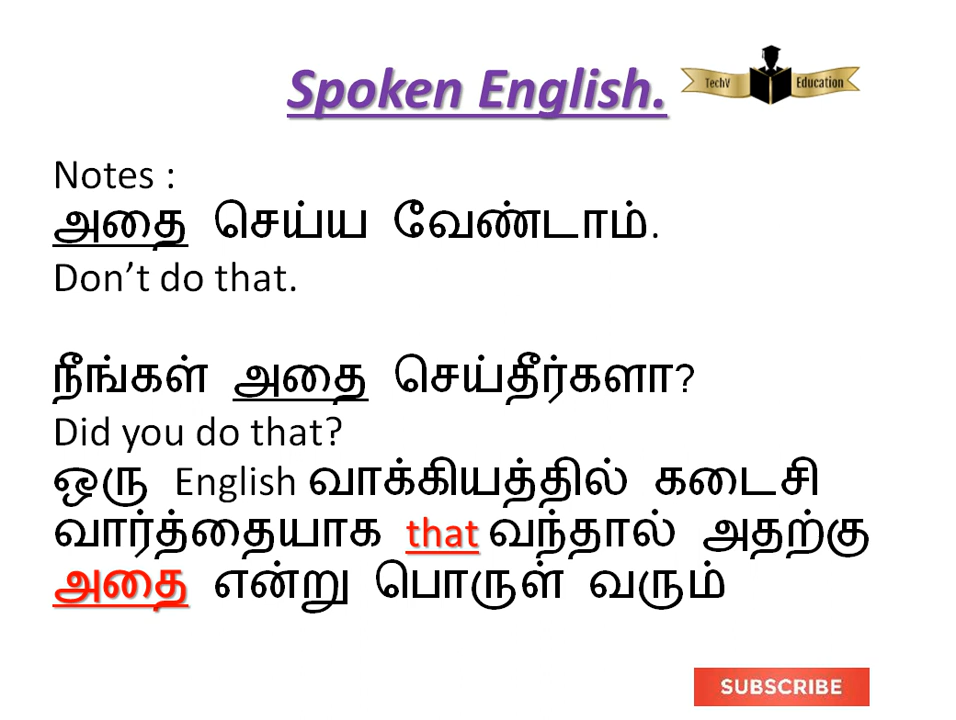 Spoken English.
TechV Education
Notes :
அதை செய்ய வேண்டாம்.
Don’t do that.
நீங்கள் அதை செய்தீர்களா?
Did you do that?
ஒரு English வாக்கியத்தில் கடைசி
வார்த்தையாக that வந்தால் அதற்கு
அதை என்று பொருள் வரும்
SUBSCRIBE